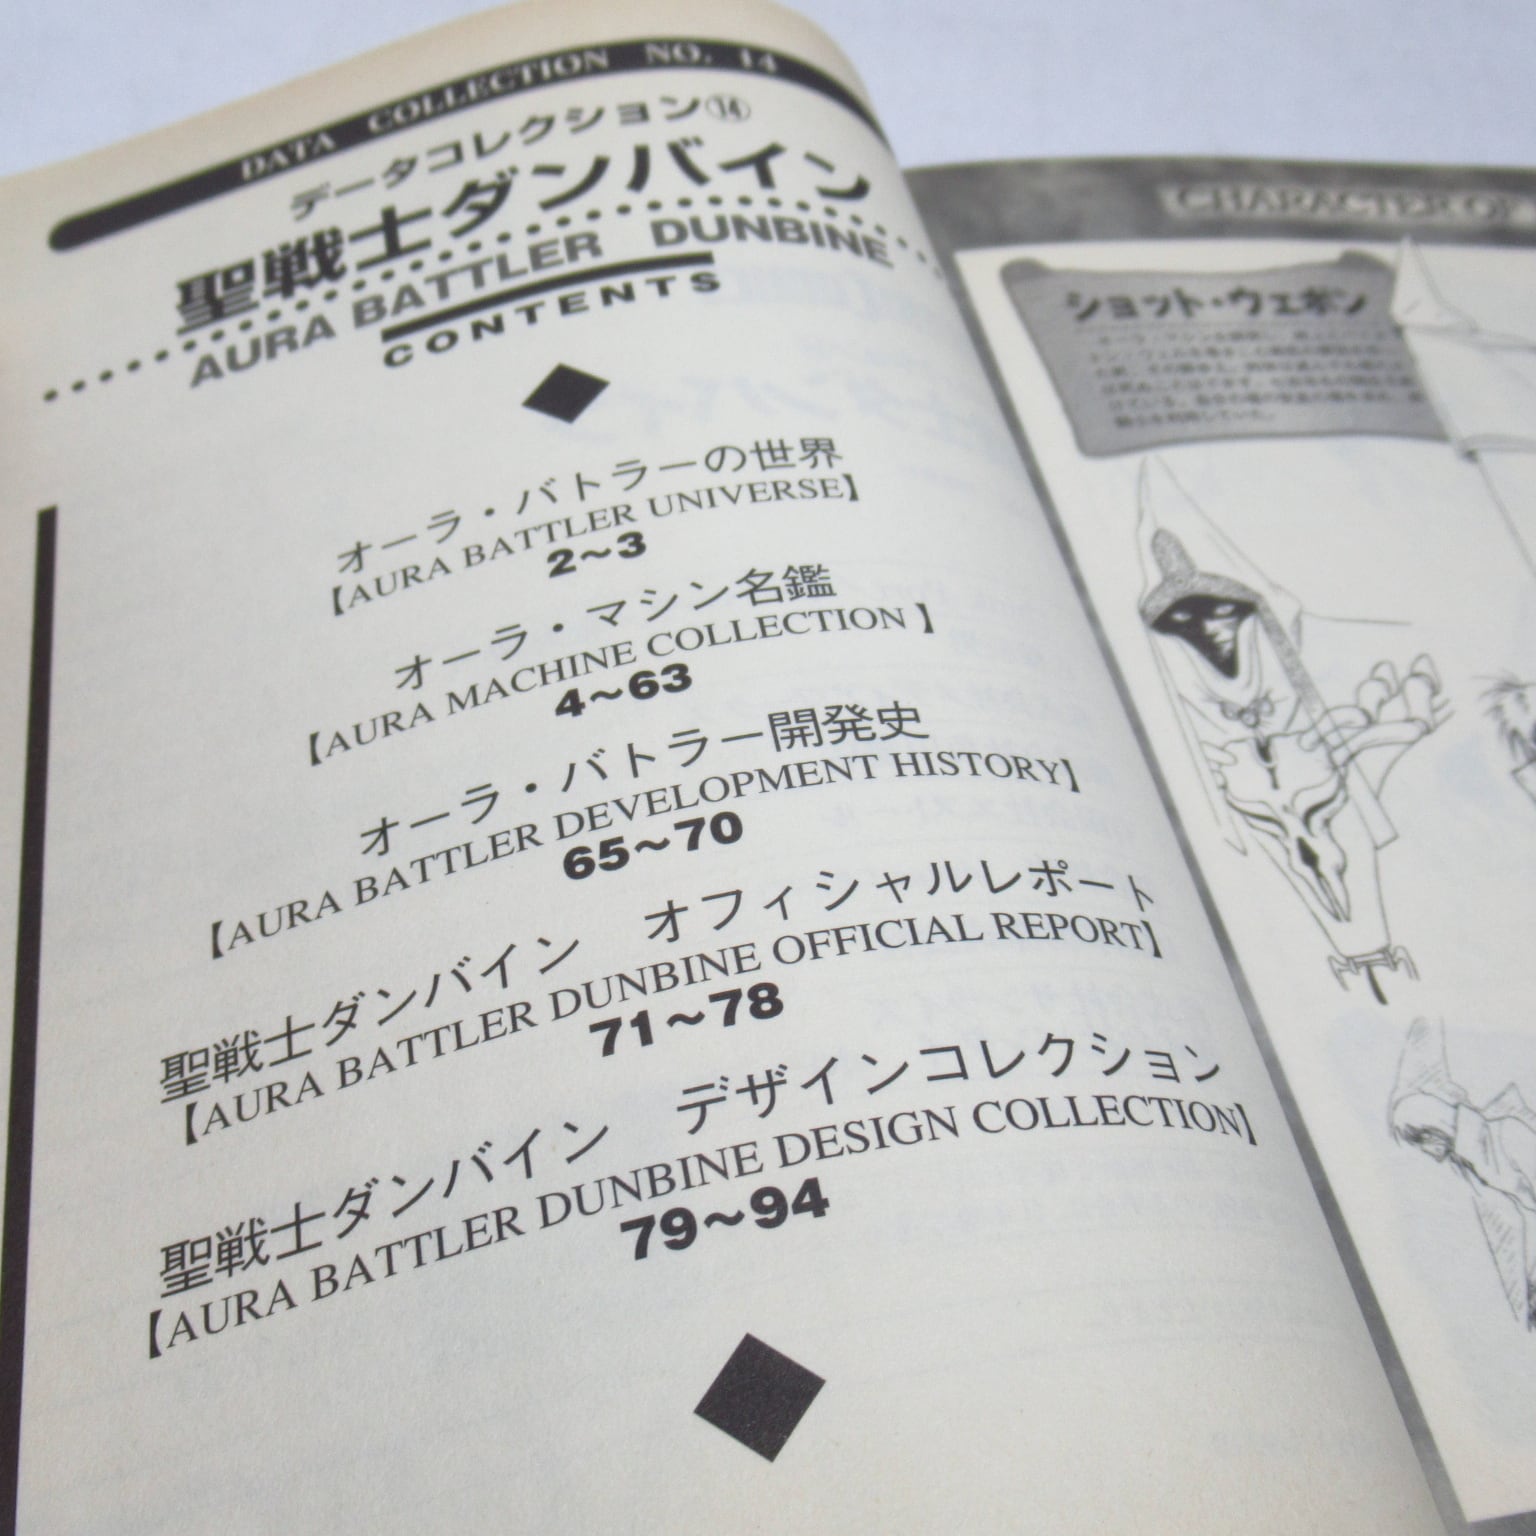 DATA COLLECTION NO. 14
データコレクション⑭
聖戦士ダンバイン
AURA BATTLER DUNBINE
CONTENTS
オーラ・バトラーの世界
【AURA BATTLER UNIVERSE】
2〜3
オーラ・マシン名鑑
【AURA MACHINE COLLECTION】
4〜63
オーラ・バトラー開発史
【AURA BATTLER DEVELOPMENT HISTORY】
65〜70
聖戦士ダンバイン オフィシャルレポート
【AURA BATTLER DUNBINE OFFICIAL REPORT】
71〜78
聖戦士ダンバイン デザインコレクション
【AURA BATTLER DUNBINE DESIGN COLLECTION】
79〜94
CHARACTER OF
ショット・ウェポン